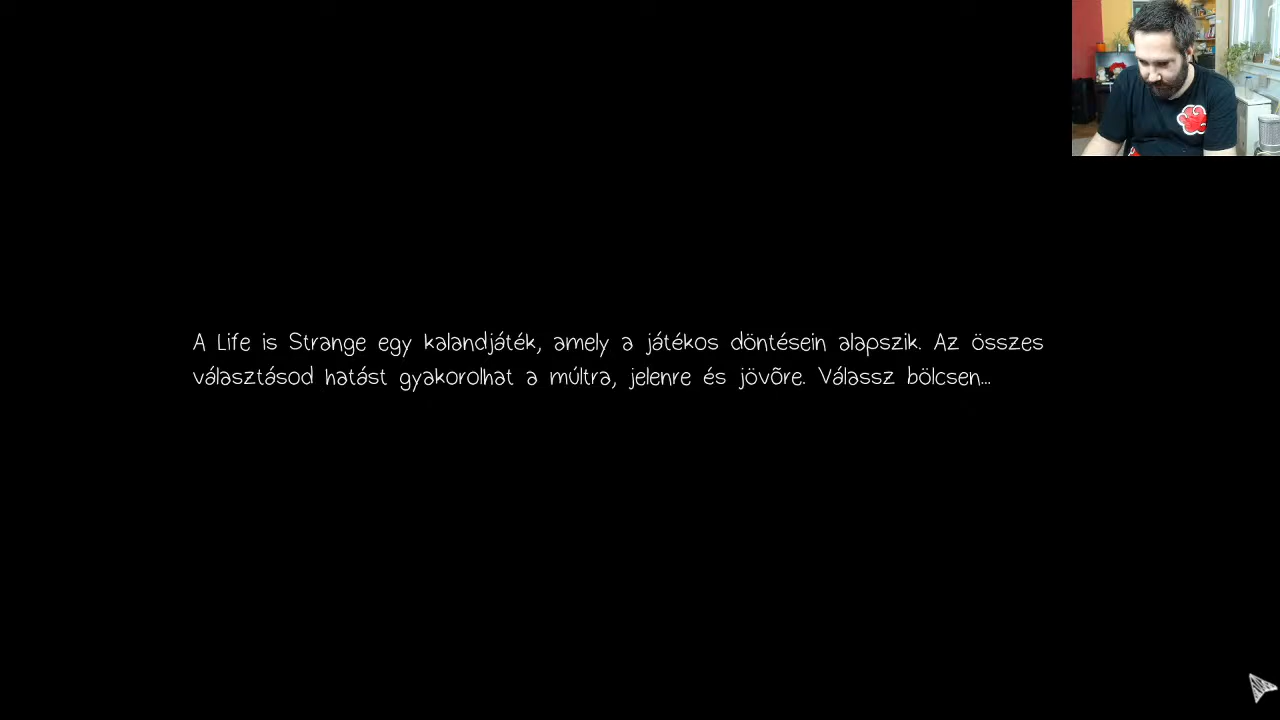 A Life is Strange egy kalandjáték, amely a játékos döntésein alapszik. Az összes
választásod hatást gyakorolhat a múltra, jelenre és jövõre. Válassz bölcsen...